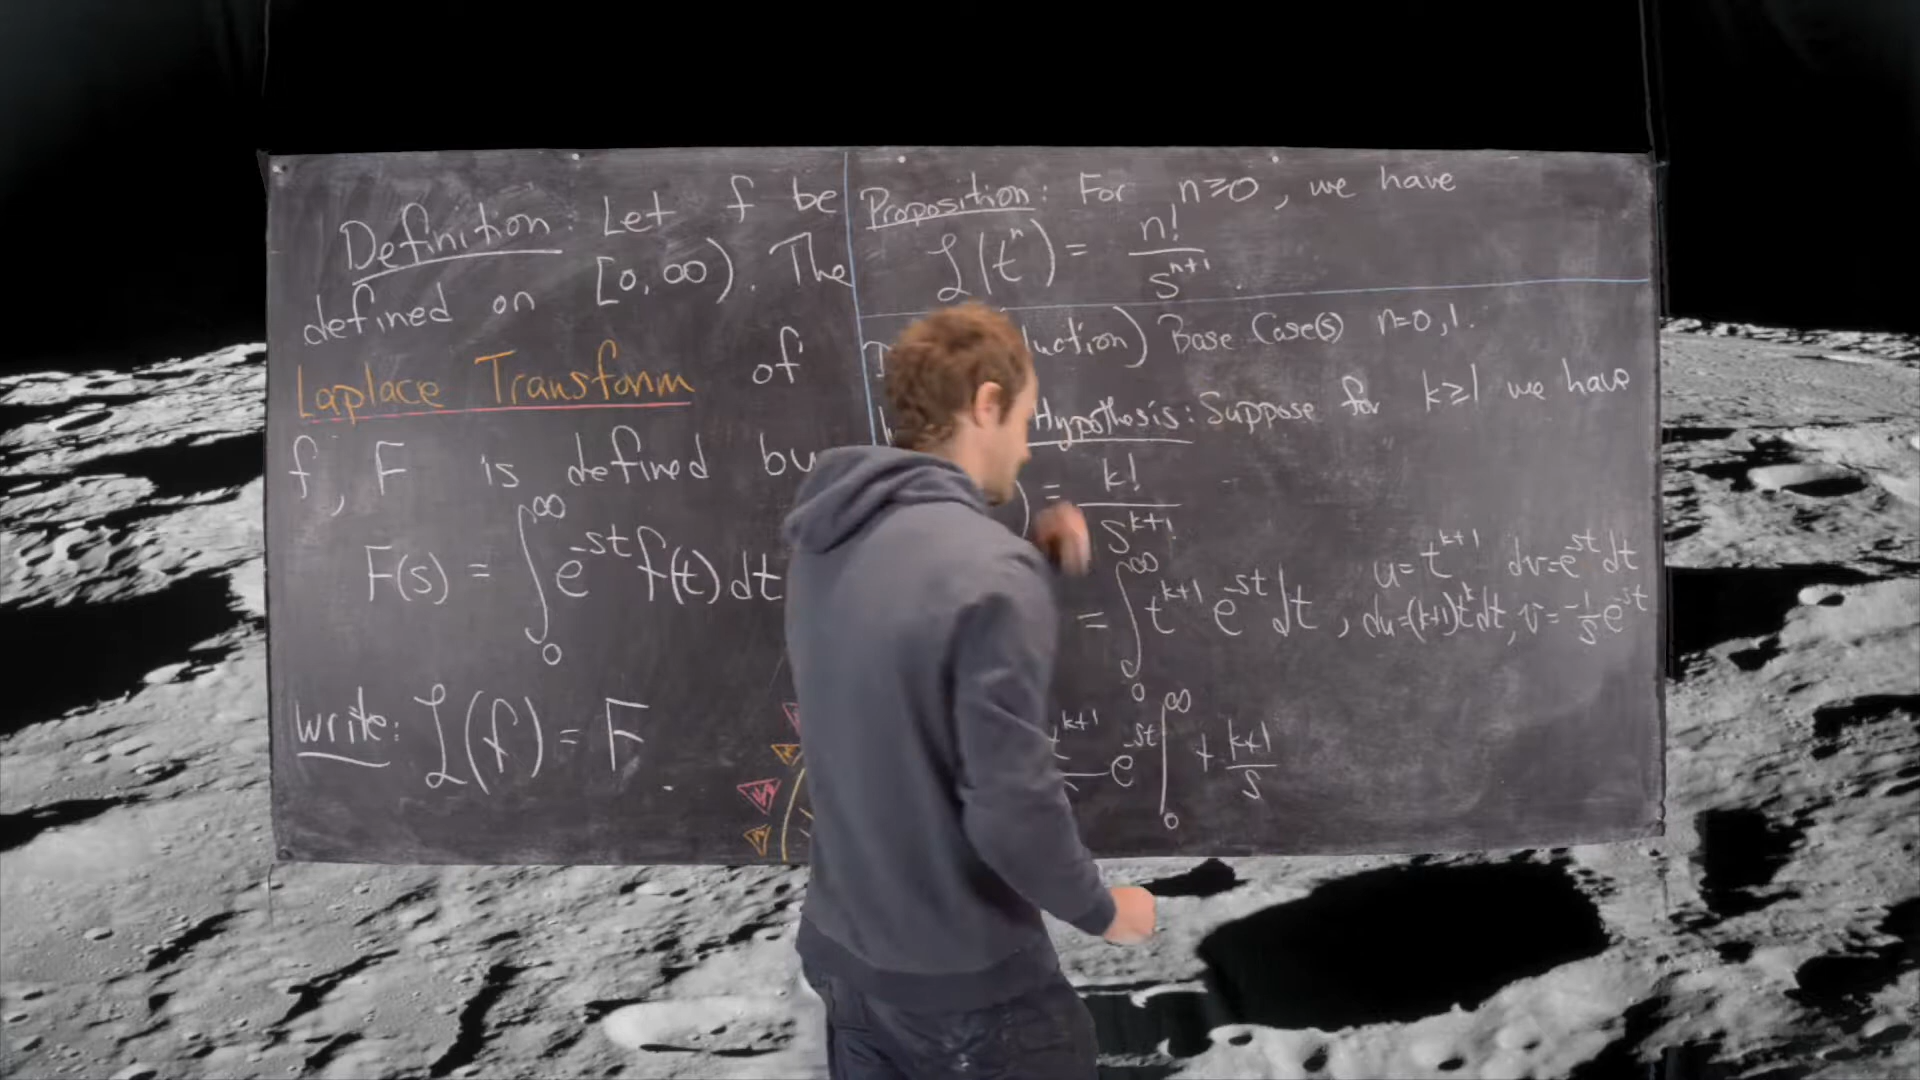 Definition: Let f be
defined on [0, ∞). The
Laplace Transform of
f, F is defined by
F(s) = ∫₀^∞ e^{-st} f(t) dt
write: ℒ(f) = F.
Proposition: For n≥0, we have
ℒ(t^n) = n!/s^{n+1}.
uction) Base Case(s) n=0,1.
Hypothesis: Suppose for k≥1 we have
) = k!/s^{k+1}
= ∫₀^∞ t^{k+1} e^{-st} dt, u=t^{k+1} dv=e^{-st}dt
du=(k+1)t^k dt, v=-1/s e^{-st}
t^{k+1} e^{-st} |₀^∞ + k+1/s